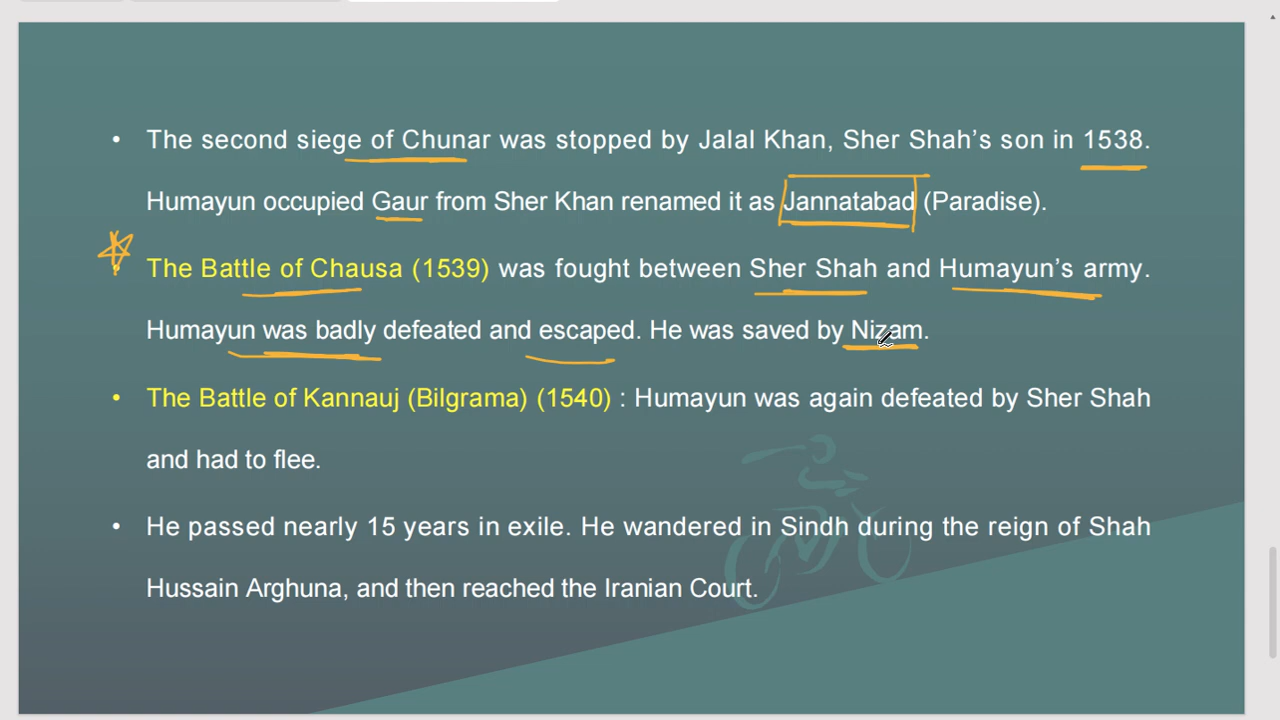 • The second siege of Chunar was stopped by Jalal Khan, Sher Shah’s son in 1538.
Humayun occupied Gaur from Sher Khan renamed it as Jannatabad (Paradise).
• The Battle of Chausa (1539) was fought between Sher Shah and Humayun’s army.
Humayun was badly defeated and escaped. He was saved by Nizam.
• The Battle of Kannauj (Bilgrama) (1540) : Humayun was again defeated by Sher Shah
and had to flee.
• He passed nearly 15 years in exile. He wandered in Sindh during the reign of Shah
Hussain Arghuna, and then reached the Iranian Court.